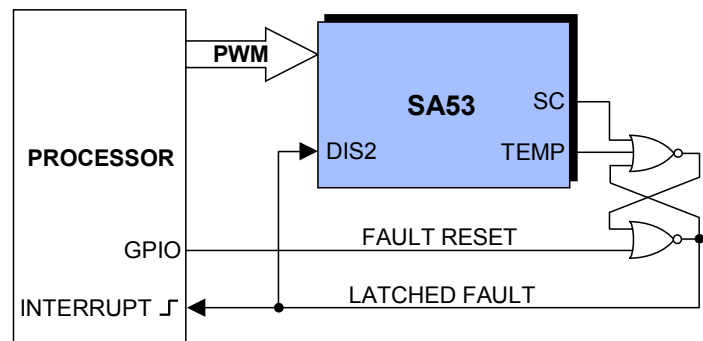 PWM
SA53
SC
PROCESSOR
DIS2
TEMP
GPIO
FAULT RESET
INTERRUPT
LATCHED FAULT